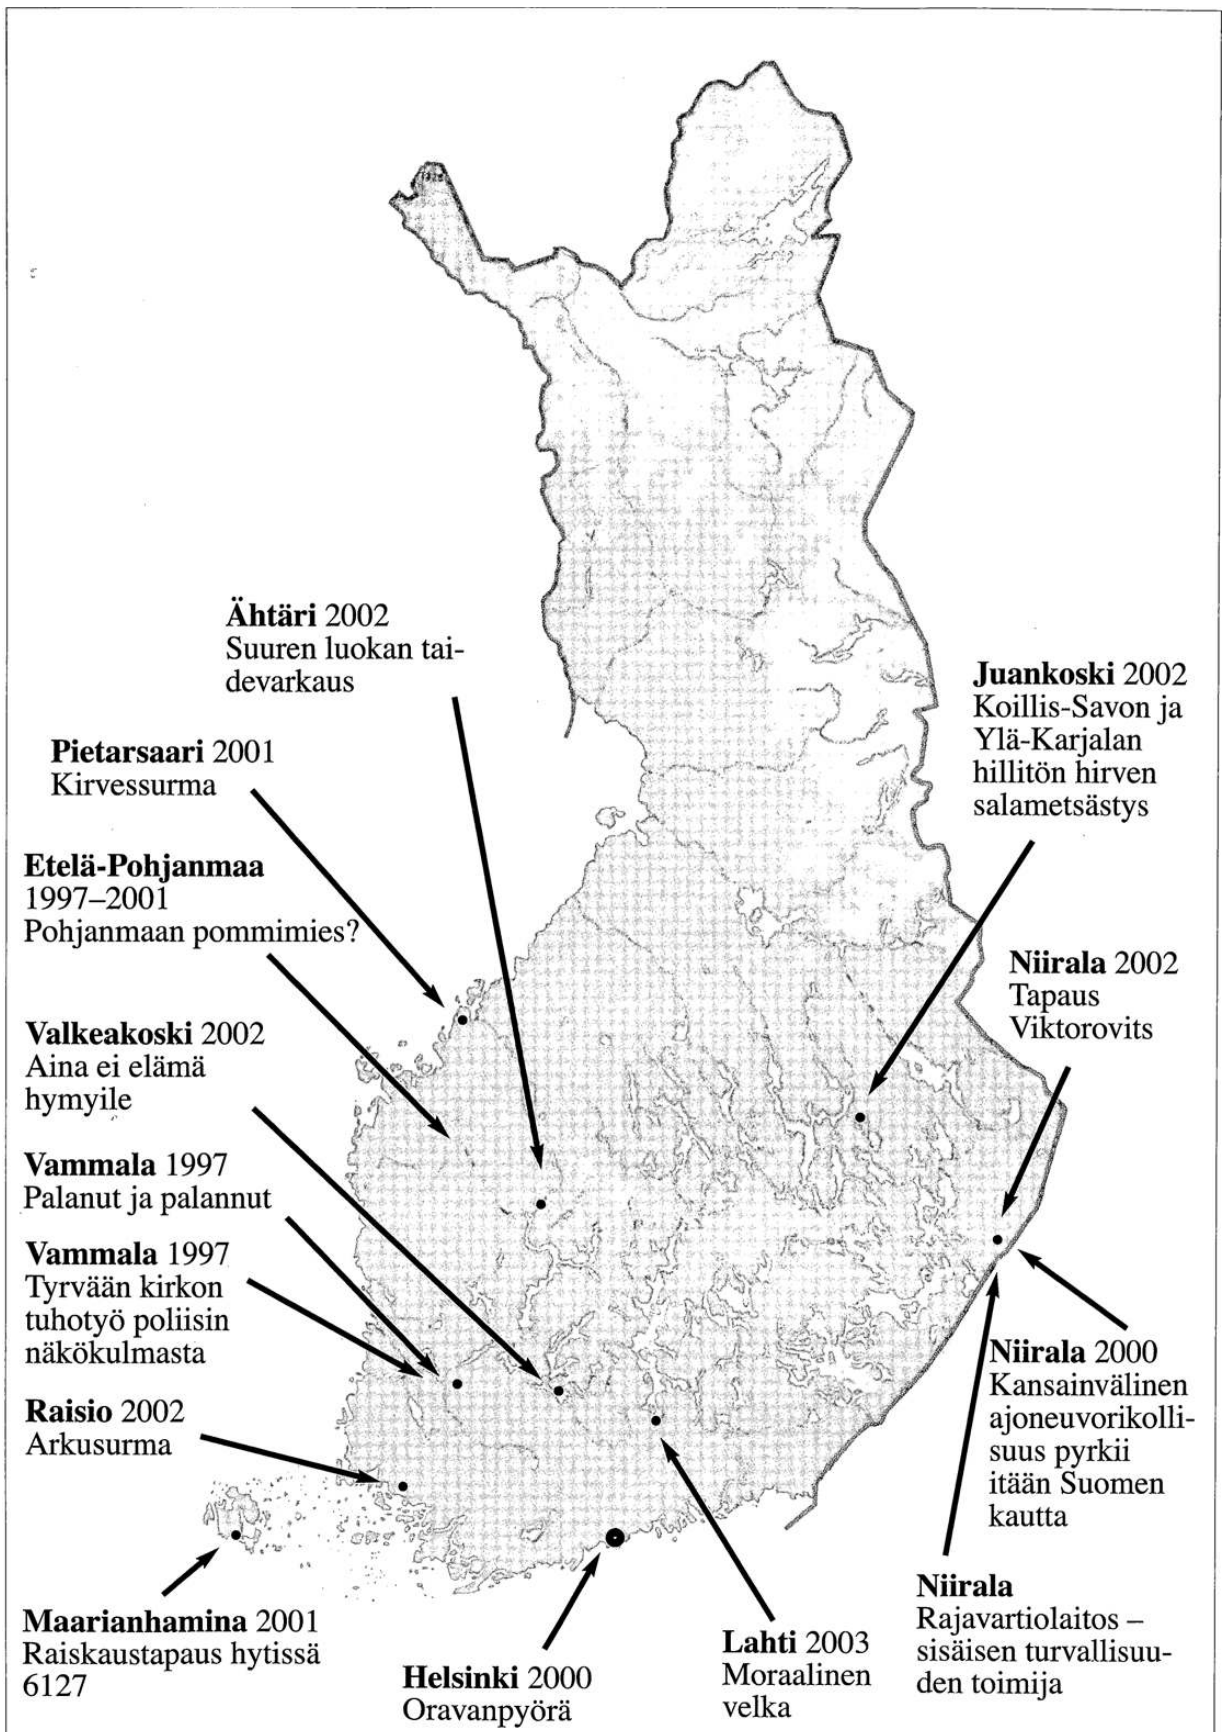 Ähtäri 2002
Suuren luokan tai-
devarkaus
Pietarsaari 2001
Kirvessurma
Etelä-Pohjanmaa
1997–2001
Pohjanmaan pommimies?
Valkeakoski 2002
Aina ei elämä
hymyile
Vammala 1997
Palanut ja palannut
Vammala 1997
Tyrvään kirkon
tuhotyö poliisin
näkökulmasta
Raisio 2002
Arkusurma
Maarianhamina 2001
Raiskaustapaus hytissä
6127
Helsinki 2000
Oravanpyörä
Lahti 2003
Moraalinen
velka
Juankoski 2002
Koillis-Savon ja
Ylä-Karjalan
hillitön hirven
salametsästys
Niirala 2002
Tapaus
Viktorovits
Niirala 2000
Kansainvälinen
ajoneuvorikolli-
suus pyrkii
itään Suomen
kautta
Niirala
Rajavartiolaitos –
sisäisen turvallisuu-
den toimija